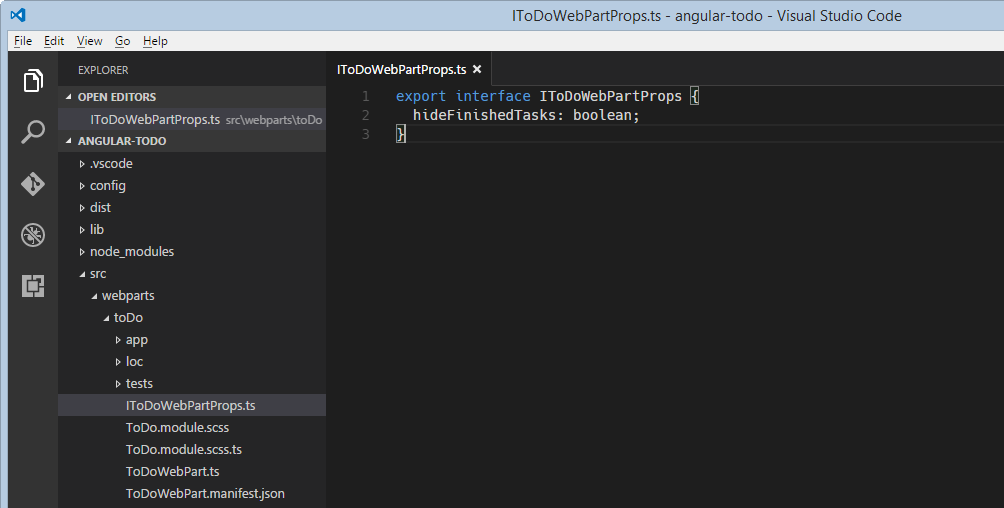 IToDoWebPartProps.ts - angular-todo - Visual Studio Code
File Edit View Go Help
EXPLORER
OPEN EDITORS
IToDoWebPartProps.ts src\webparts\toDo
ANGULAR-TODO
.vscode
config
dist
lib
node_modules
src
webparts
toDo
app
loc
tests
IToDoWebPartProps.ts
ToDo.module.scss
ToDo.module.scss.ts
ToDoWebPart.ts
ToDoWebPart.manifest.json
IToDoWebPartProps.ts ×
1 export interface IToDoWebPartProps {
2   hideFinishedTasks: boolean;
3 }